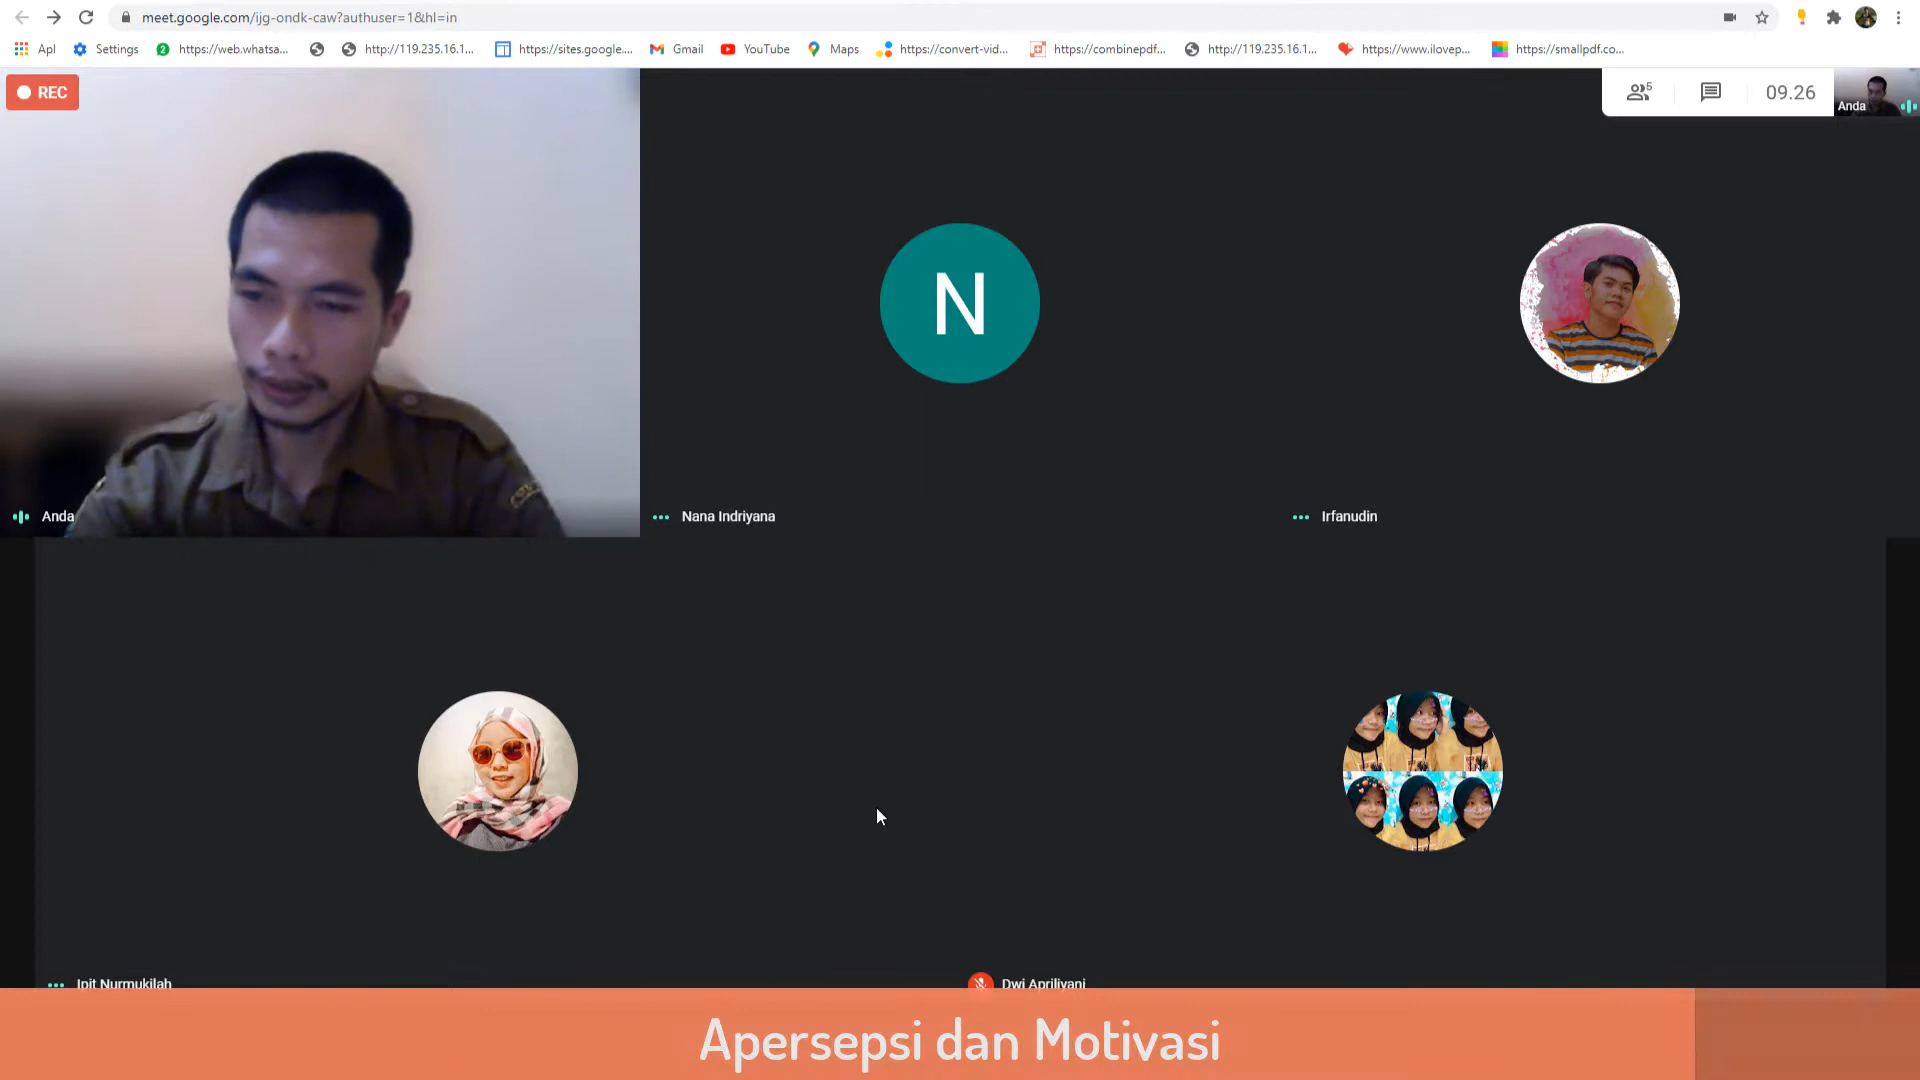 meet.google.com/ijg-ondk-caw?authuser=1&hl=in
Apl Settings 2 https://web.whatsa... http://119.235.16.1... https://sites.google.... Gmail YouTube Maps https://convert-vid... https://combinepdf... http://119.235.16.1... https://www.ilovep... https://smallpdf.co...
REC
5 09.26 Anda
N
Anda Nana Indriyana Irfanudin
Ipit Nurmukilah Dwi Apriliyani
Apersepsi dan Motivasi